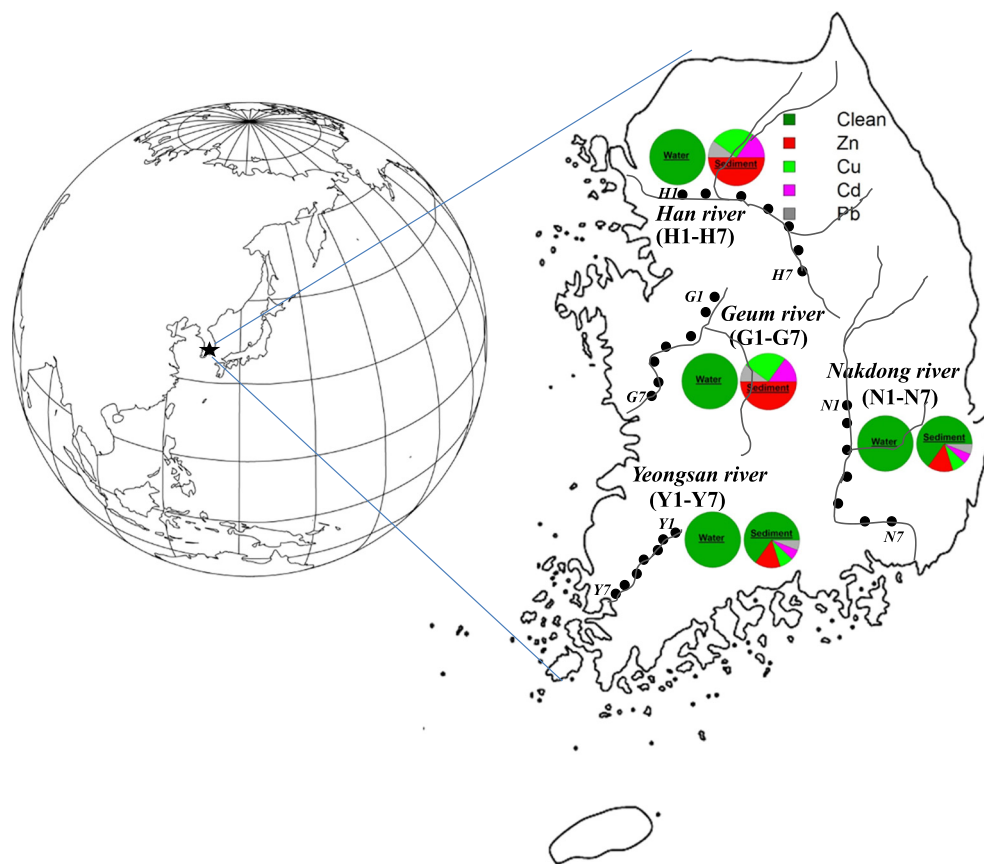 Clean
Zn
Cu
Cd
Pb
Water
Sediment
H1
Han river
(H1-H7)
H7
G1
Geum river
(G1-G7)
Water
Sediment
G7
Nakdong river
(N1-N7)
N1
Water
Sediment
N7
Yeongsan river
(Y1-Y7)
Y1
Water
Sediment
Y7